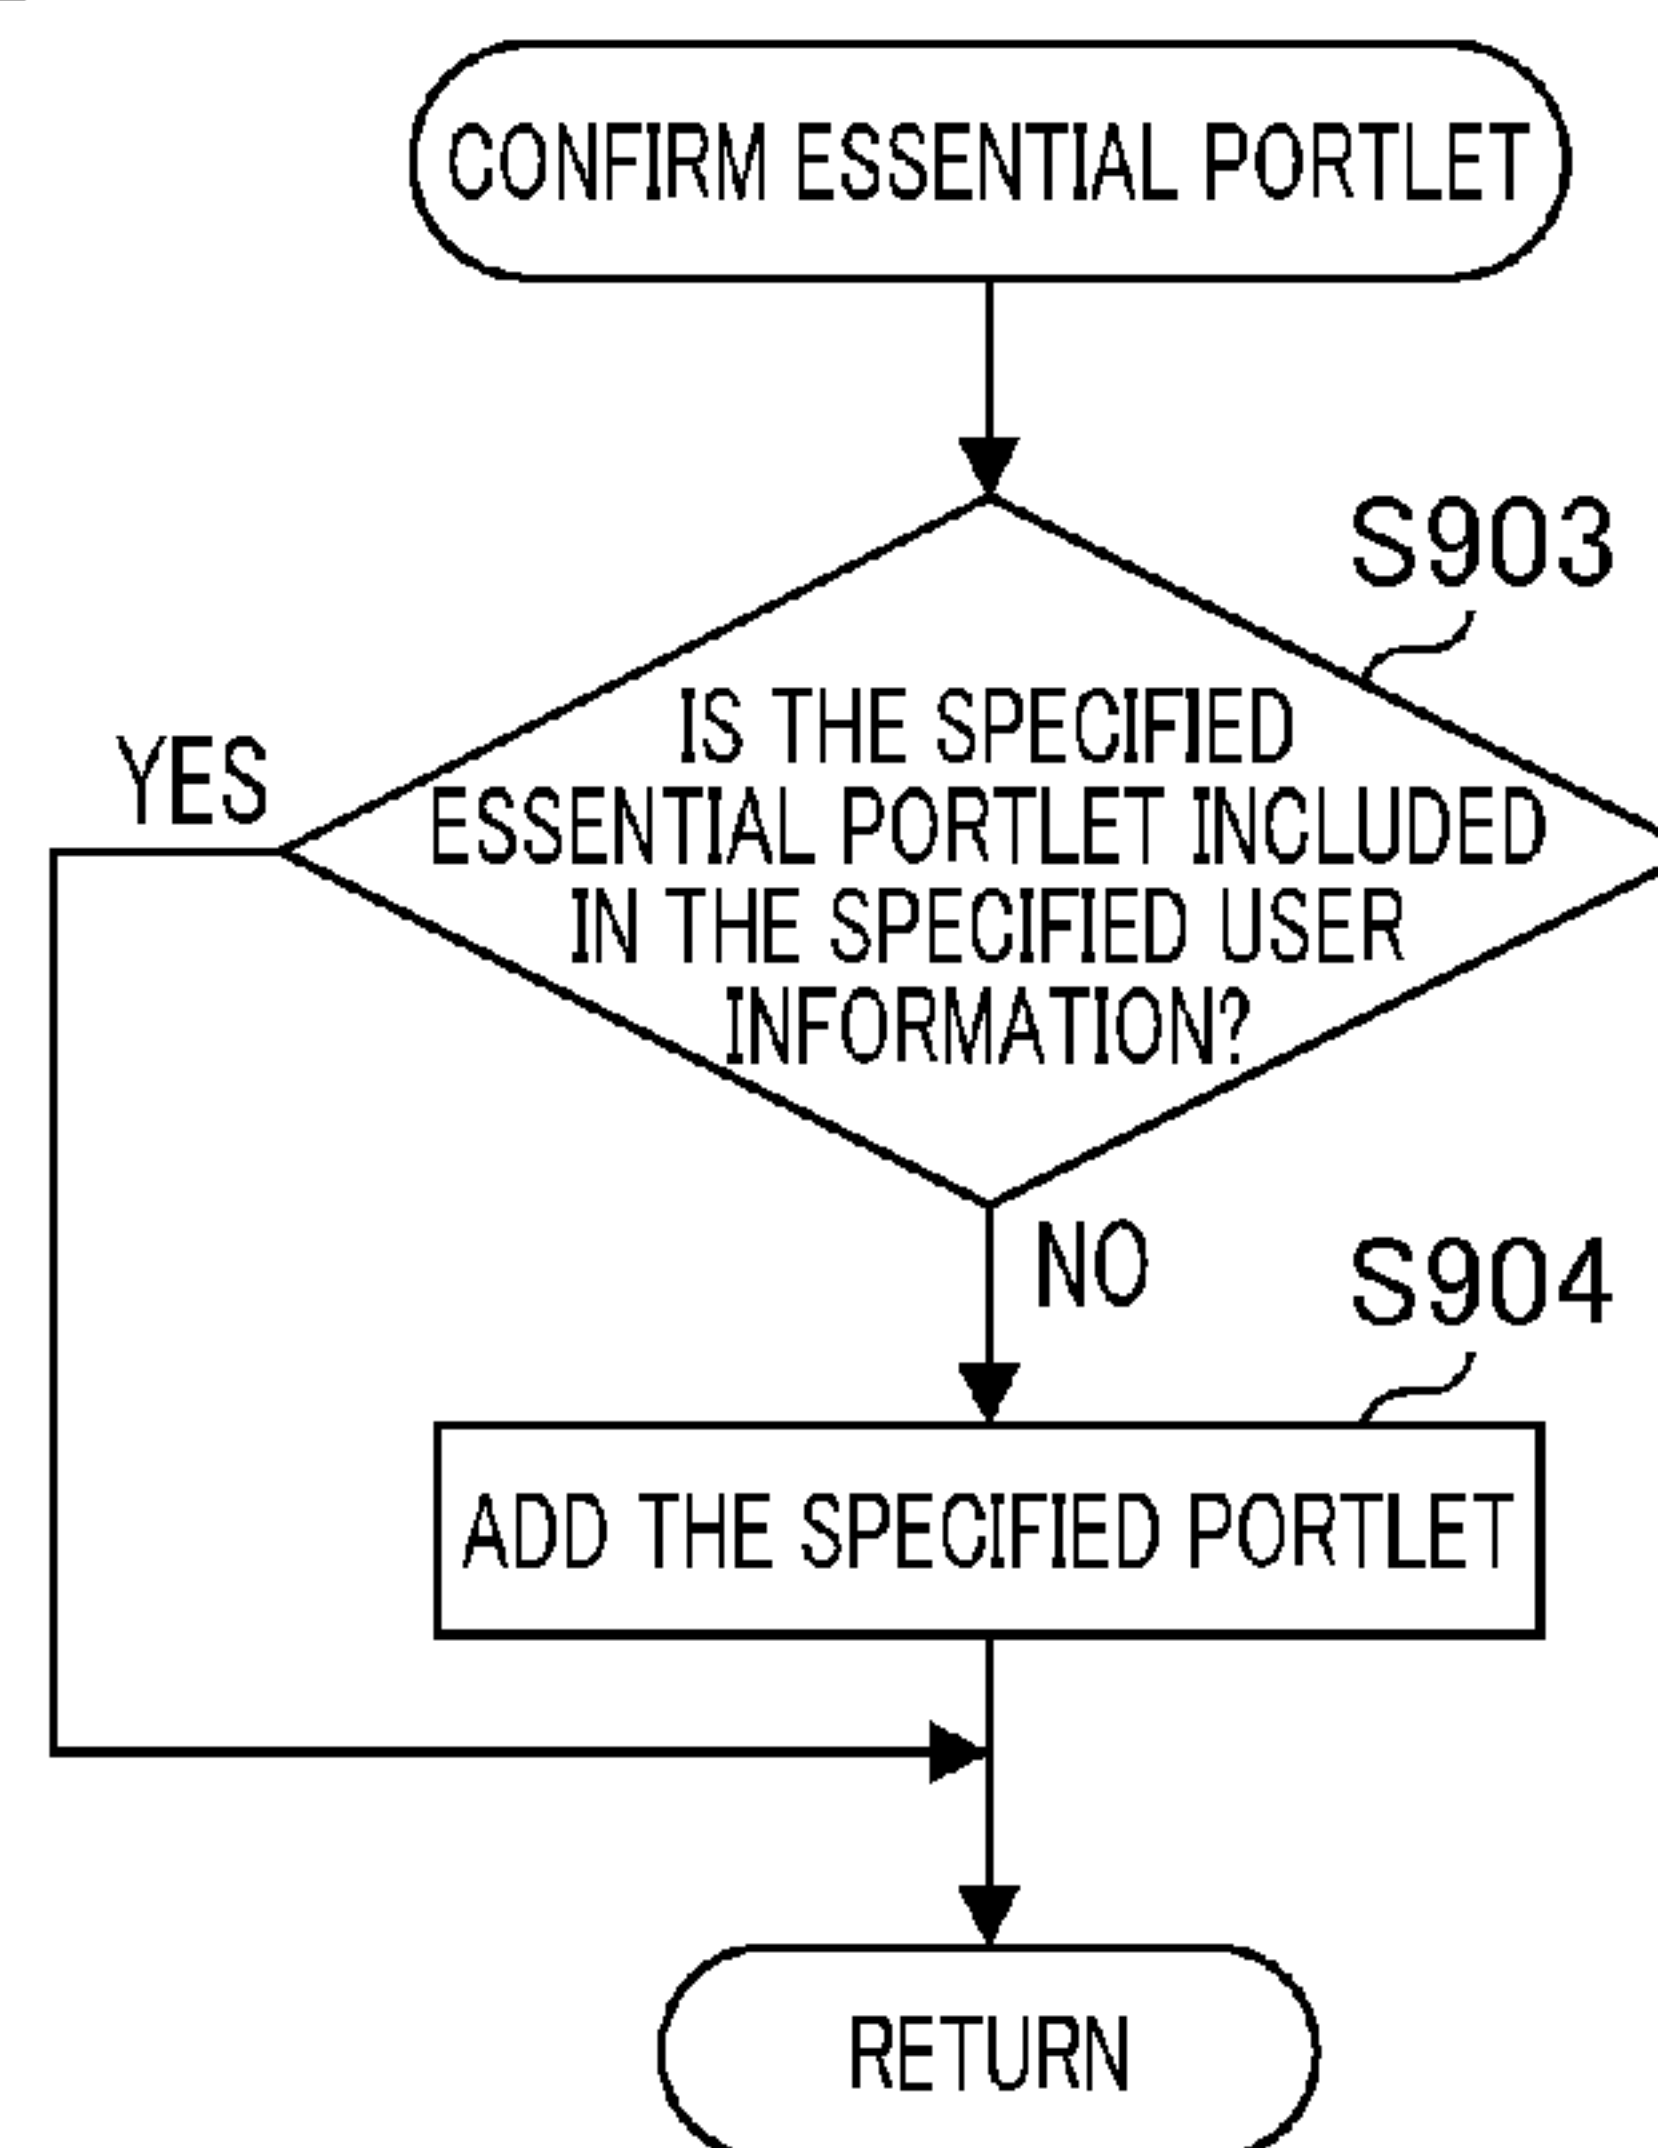 CONFIRM ESSENTIAL PORTLET
S903
IS THE SPECIFIED
ESSENTIAL PORTLET INCLUDED
IN THE SPECIFIED USER
INFORMATION?
YES
NO
S904
ADD THE SPECIFIED PORTLET
RETURN